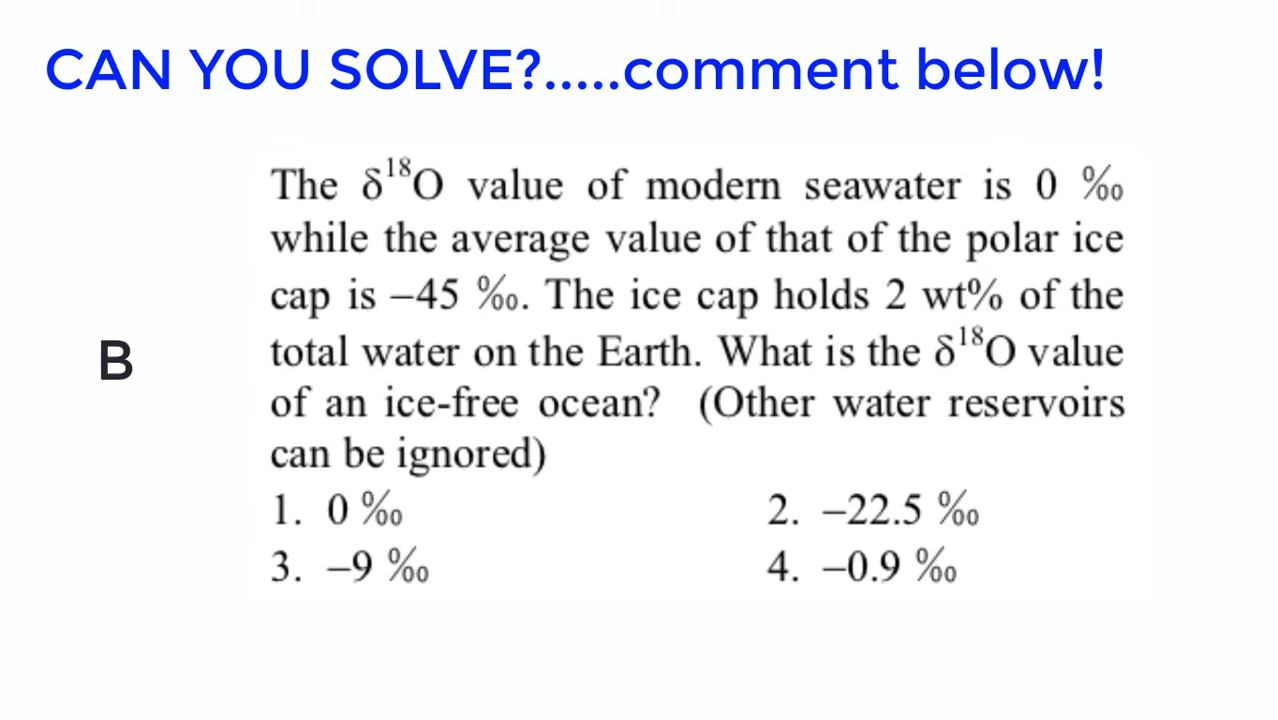 CAN YOU SOLVE?.....comment below!
The δ¹⁸O value of modern seawater is 0 ‰
while the average value of that of the polar ice
cap is –45 ‰. The ice cap holds 2 wt% of the
total water on the Earth. What is the δ¹⁸O value
B
of an ice-free ocean? (Other water reservoirs
can be ignored)
1. 0 ‰ 2. –22.5 ‰
3. –9 ‰ 4. –0.9 ‰